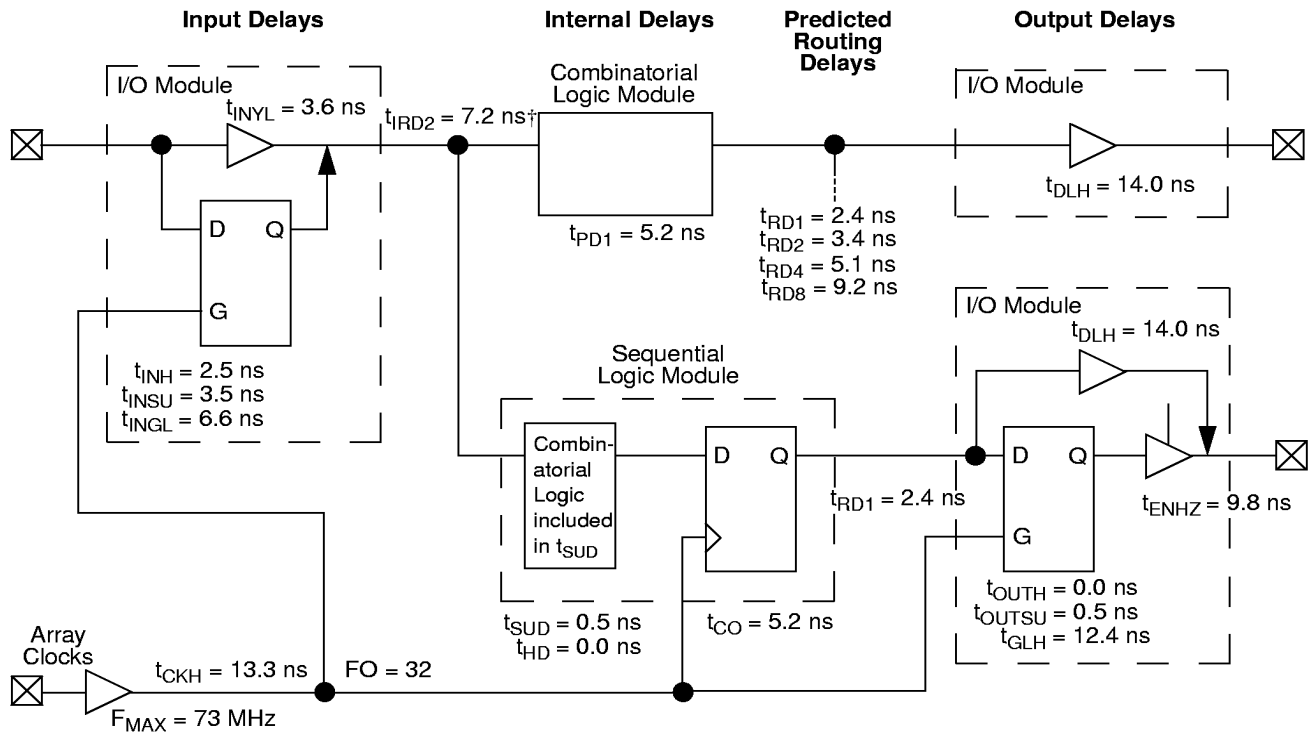 Input Delays
Internal Delays
Predicted
Routing
Delays
Output Delays
I/O Module
tINYL = 3.6 ns
tIRD2 = 7.2 ns†
Combinatorial
Logic Module
tPD1 = 5.2 ns
tRD1 = 2.4 ns
tRD2 = 3.4 ns
tRD4 = 5.1 ns
tRD8 = 9.2 ns
I/O Module
tDLH = 14.0 ns
D Q
G
tINH = 2.5 ns
tINSU = 3.5 ns
tINGL = 6.6 ns
Sequential
Logic Module
Combin-
atorial
Logic
included
in tSUD
D Q
tSUD = 0.5 ns
tHD = 0.0 ns
tCO = 5.2 ns
tRD1 = 2.4 ns
I/O Module
tDLH = 14.0 ns
D Q
G
tENHZ = 9.8 ns
tOUTH = 0.0 ns
tOUTSU = 0.5 ns
tGLH = 12.4 ns
Array
Clocks
tCKH = 13.3 ns
FO = 32
FMAX = 73 MHz